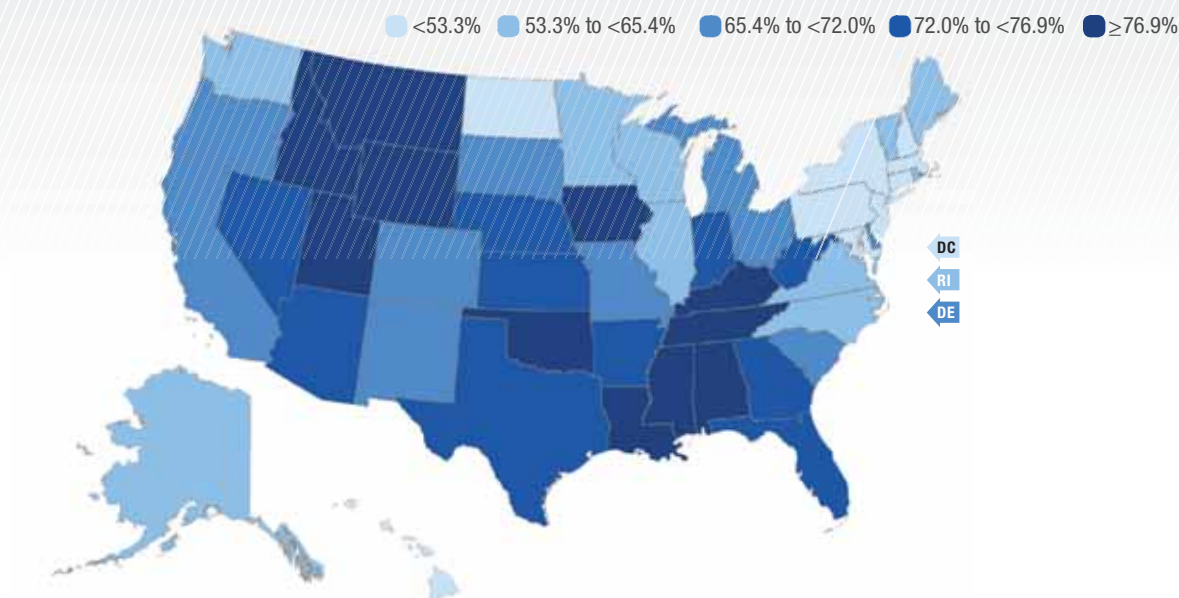 <53.3% 53.3% to <65.4% 65.4% to <72.0% 72.0% to <76.9% ≥76.9%
DC
RI
DE